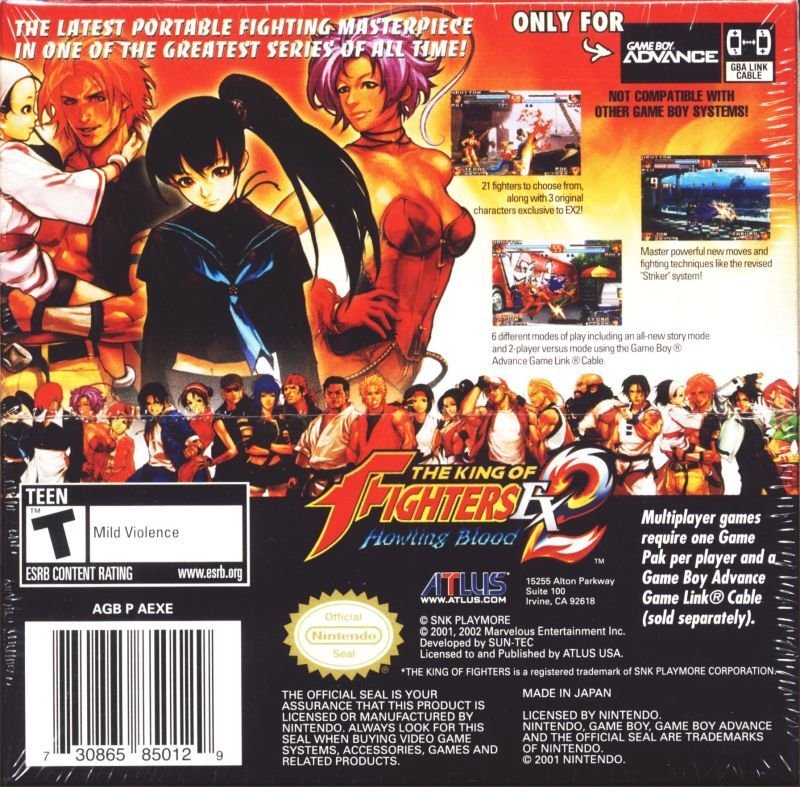 THE LATEST PORTABLE FIGHTING MASTERPIECE
IN ONE OF THE GREATEST SERIES OF ALL TIME!
ONLY FOR
GAME BOY ADVANCE
GBA LINK
CABLE
NOT COMPATIBLE WITH
OTHER GAME BOY SYSTEMS!
21 fighters to choose from,
along with 3 original
characters exclusive to EX2!
Master powerful new moves and
fighting techniques like the revised
"Striker" system!
6 different modes of play including an all-new story mode
and 2-player versus mode using the Game Boy ®
Advance Game Link ® Cable.
THE KING OF
FIGHTERS EX2
Howling Blood
TM
TEEN
TM
T
Mild Violence
ESRB CONTENT RATING www.esrb.org
AGB P AEXE
7 30865 85012 9
Multiplayer games
require one Game
Pak per player and a
Game Boy Advance
Game Link® Cable
(sold separately).
ATLUS®
WWW.ATLUS.COM
15255 Alton Parkway
Suite 100
Irvine, CA 92618
Official
Nintendo
Seal
®
© SNK PLAYMORE
© 2001, 2002 Marvelous Entertainment Inc.
Developed by SUN-TEC
Licensed to and Published by ATLUS USA.
*THE KING OF FIGHTERS is a registered trademark of SNK PLAYMORE CORPORATION.
THE OFFICIAL SEAL IS YOUR
ASSURANCE THAT THIS PRODUCT IS
LICENSED OR MANUFACTURED BY
NINTENDO. ALWAYS LOOK FOR THIS
SEAL WHEN BUYING VIDEO GAME
SYSTEMS, ACCESSORIES, GAMES AND
RELATED PRODUCTS.
MADE IN JAPAN
LICENSED BY NINTENDO.
NINTENDO, GAME BOY, GAME BOY ADVANCE
AND THE OFFICIAL SEAL ARE TRADEMARKS
OF NINTENDO.
© 2001 NINTENDO.